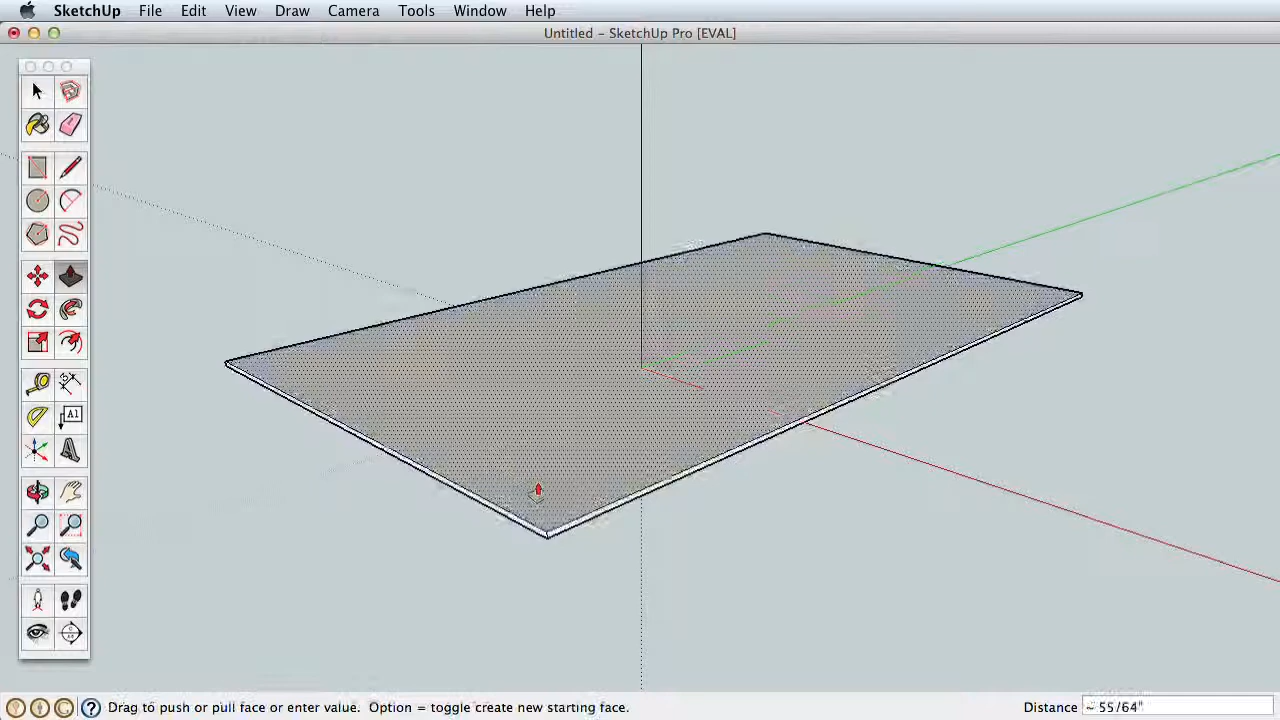 SketchUp File Edit View Draw Camera Tools Window Help
Untitled – SketchUp Pro [EVAL]
A1
Drag to push or pull face or enter value. Option = toggle create new starting face.
Distance ~ 55/64"